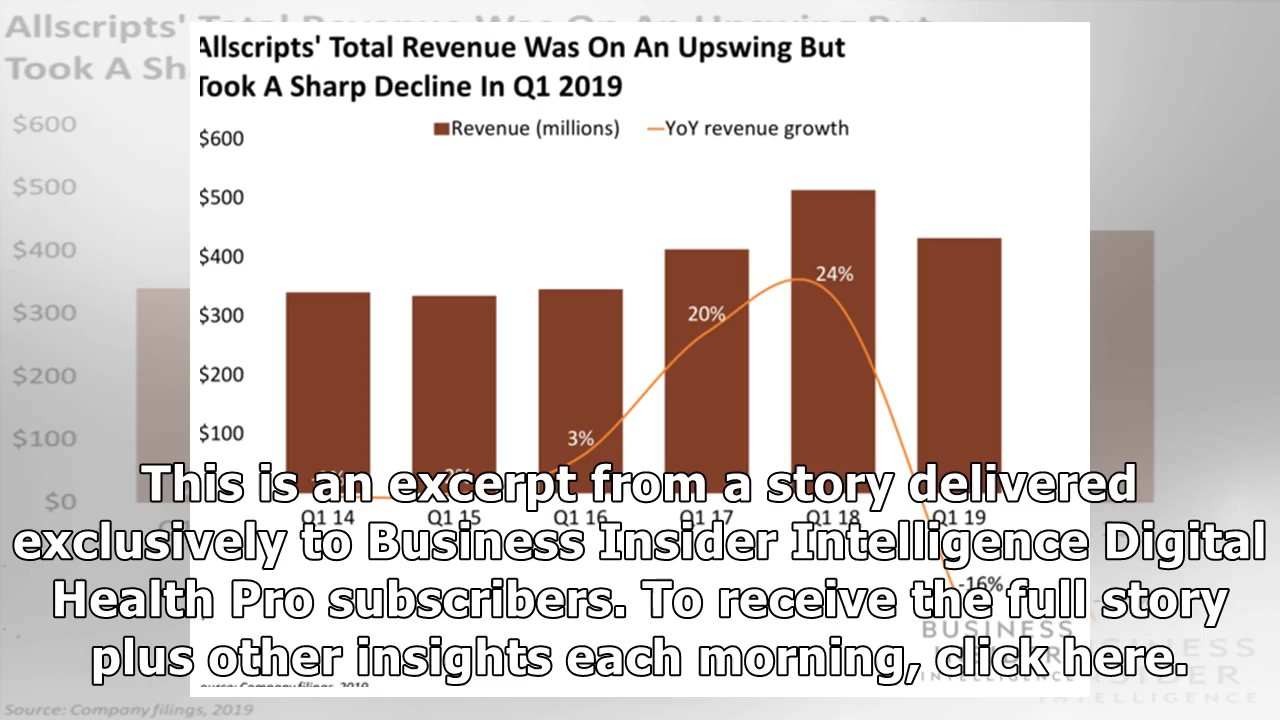 Allscripts' Total Revenue Was On An Upswing But
Took A Sharp Decline In Q1 2019
Revenue (millions) YoY revenue growth
$600
$500
$400
$300
$200
$100
$0
24%
20%
3%
Q1 14 Q1 15 Q1 16 Q1 17 Q1 18 Q1 19
-16%
This is an excerpt from a story delivered
exclusively to Business Insider Intelligence Digital
Health Pro subscribers. To receive the full story
plus other insights each morning, click here.
BUSINESS
INSIDER
INTELLIGENCE
Source: Company filings, 2019